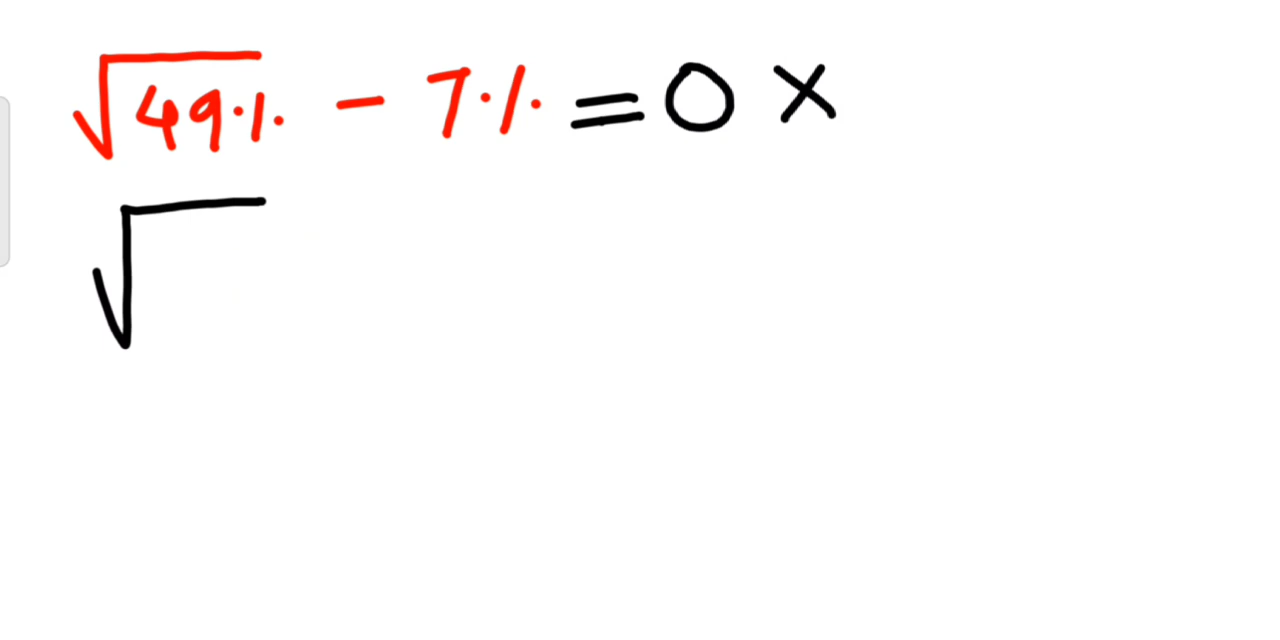 √49% - 7% = 0 ×
√